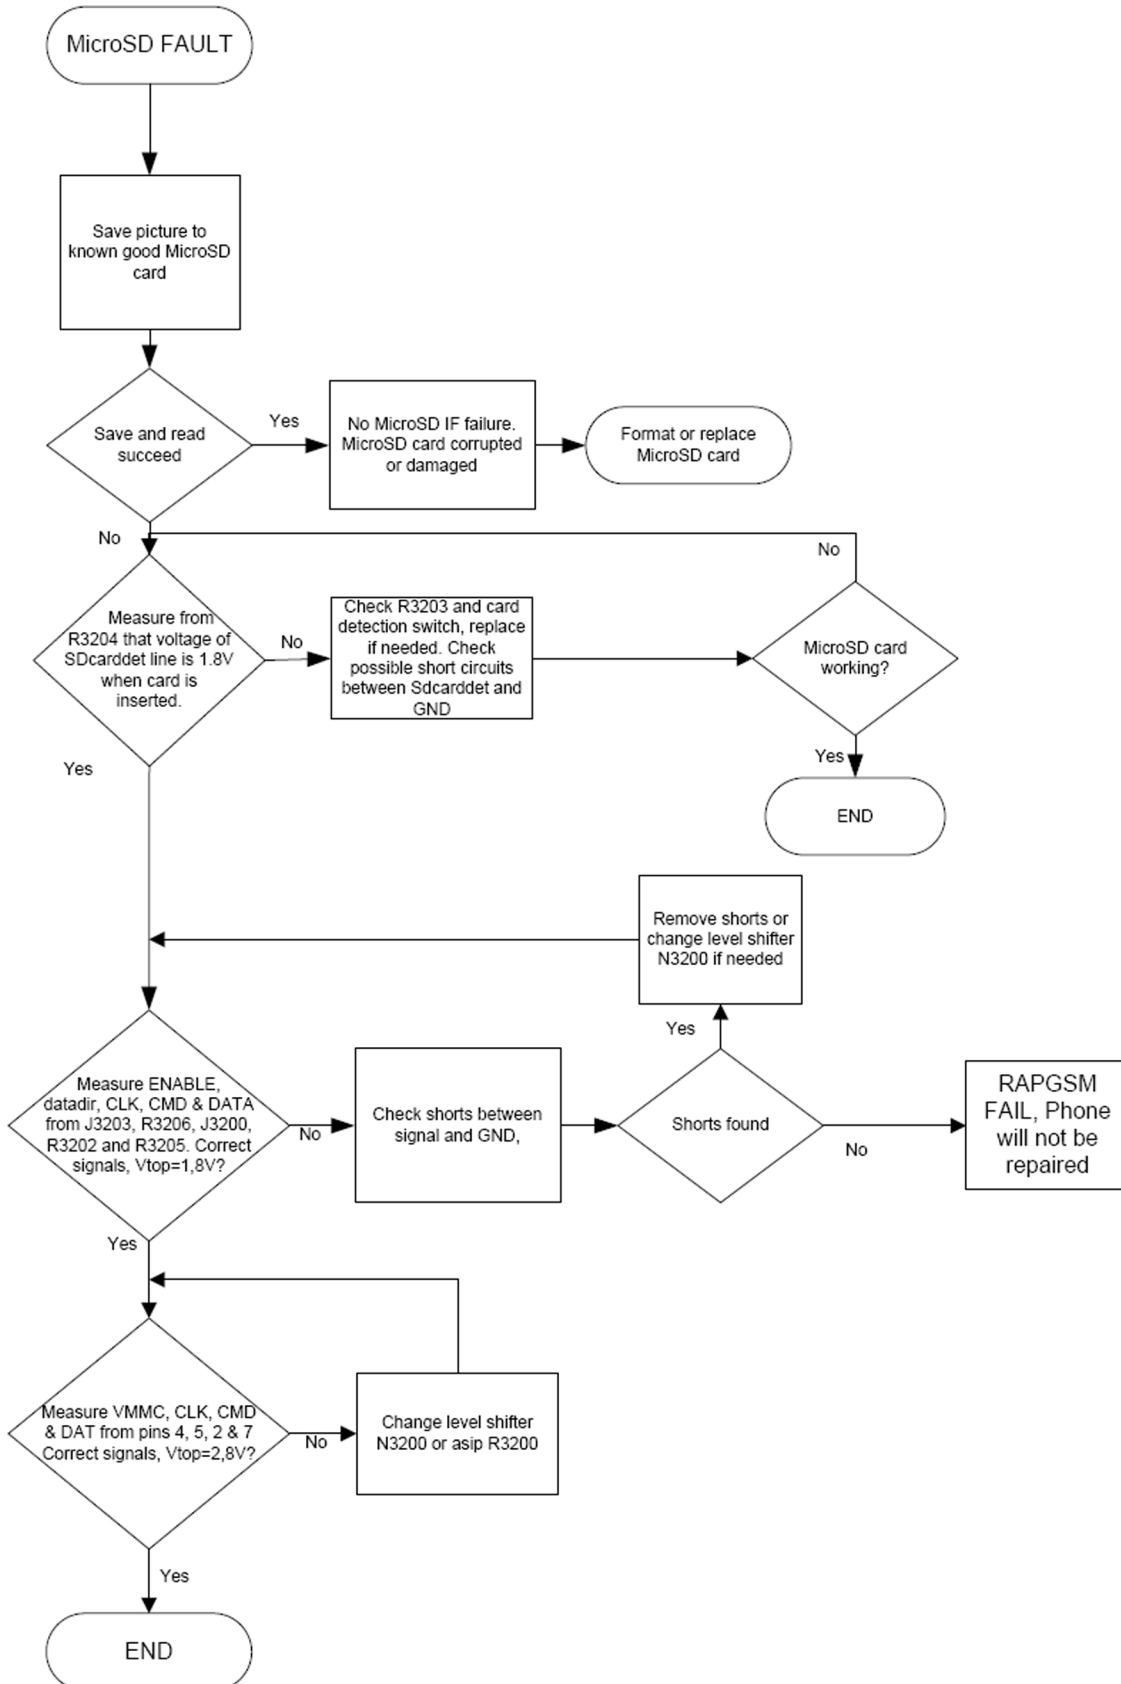 MicroSD FAULT
Save picture to
known good MicroSD
card
Save and read
succeed
Yes
No MicroSD IF failure.
MicroSD card corrupted
or damaged
Format or replace
MicroSD card
No
No
Measure from
R3204 that voltage of
SDcarddet line is 1.8V
when card is
inserted.
No
Check R3203 and card
detection switch, replace
if needed. Check
possible short circuits
between Sdcarddet and
GND
MicroSD card
working?
Yes
Yes
END
Remove shorts or
change level shifter
N3200 if needed
Yes
Measure ENABLE,
datadir, CLK, CMD & DATA
from J3203, R3206, J3200,
R3202 and R3205. Correct
signals, Vtop=1,8V?
No
Check shorts between
signal and GND,
Shorts found
No
RAPGSM
FAIL, Phone
will not be
repaired
Yes
Measure VMMC, CLK, CMD
& DAT from pins 4, 5, 2 & 7
Correct signals, Vtop=2,8V?
No
Change level shifter
N3200 or asip R3200
Yes
END